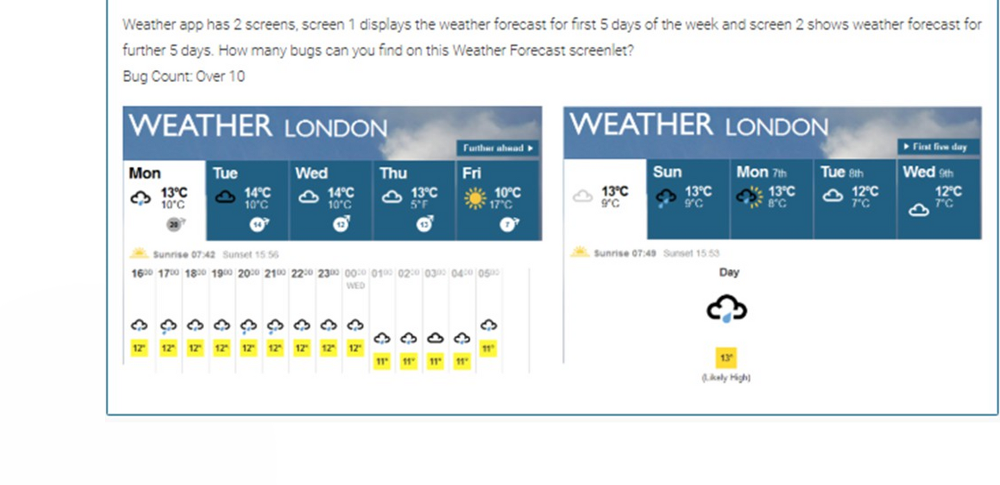 Weather app has 2 screens, screen 1 displays the weather forecast for first 5 days of the week and screen 2 shows weather forecast for
further 5 days. How many bugs can you find on this Weather Forecast screenlet?
Bug Count: Over 10
WEATHER LONDON
Further ahead
Mon Tue Wed Thu Fri
13°C 14°C 14°C 13°C 10°C
10°C 10°C 10°C 5°F 17°C
20 14 12 13 7
Sunrise 07:42 Sunset 15:56
1600 1700 1800 1900 2000 2100 2200 2300 0000 0100 0200 0300 0400 0500
WED
12° 12° 12° 12° 12° 12° 12° 12° 12° 11° 11° 11° 11° 11°
WEATHER LONDON
First five day
Sun Mon 7th Tue 8th Wed 9th
13°C 13°C 13°C 12°C 12°C
9°C 9°C 8°C 7°C 7°C
Sunrise 07:49 Sunset 15:53
Day
13°
(Likely High)